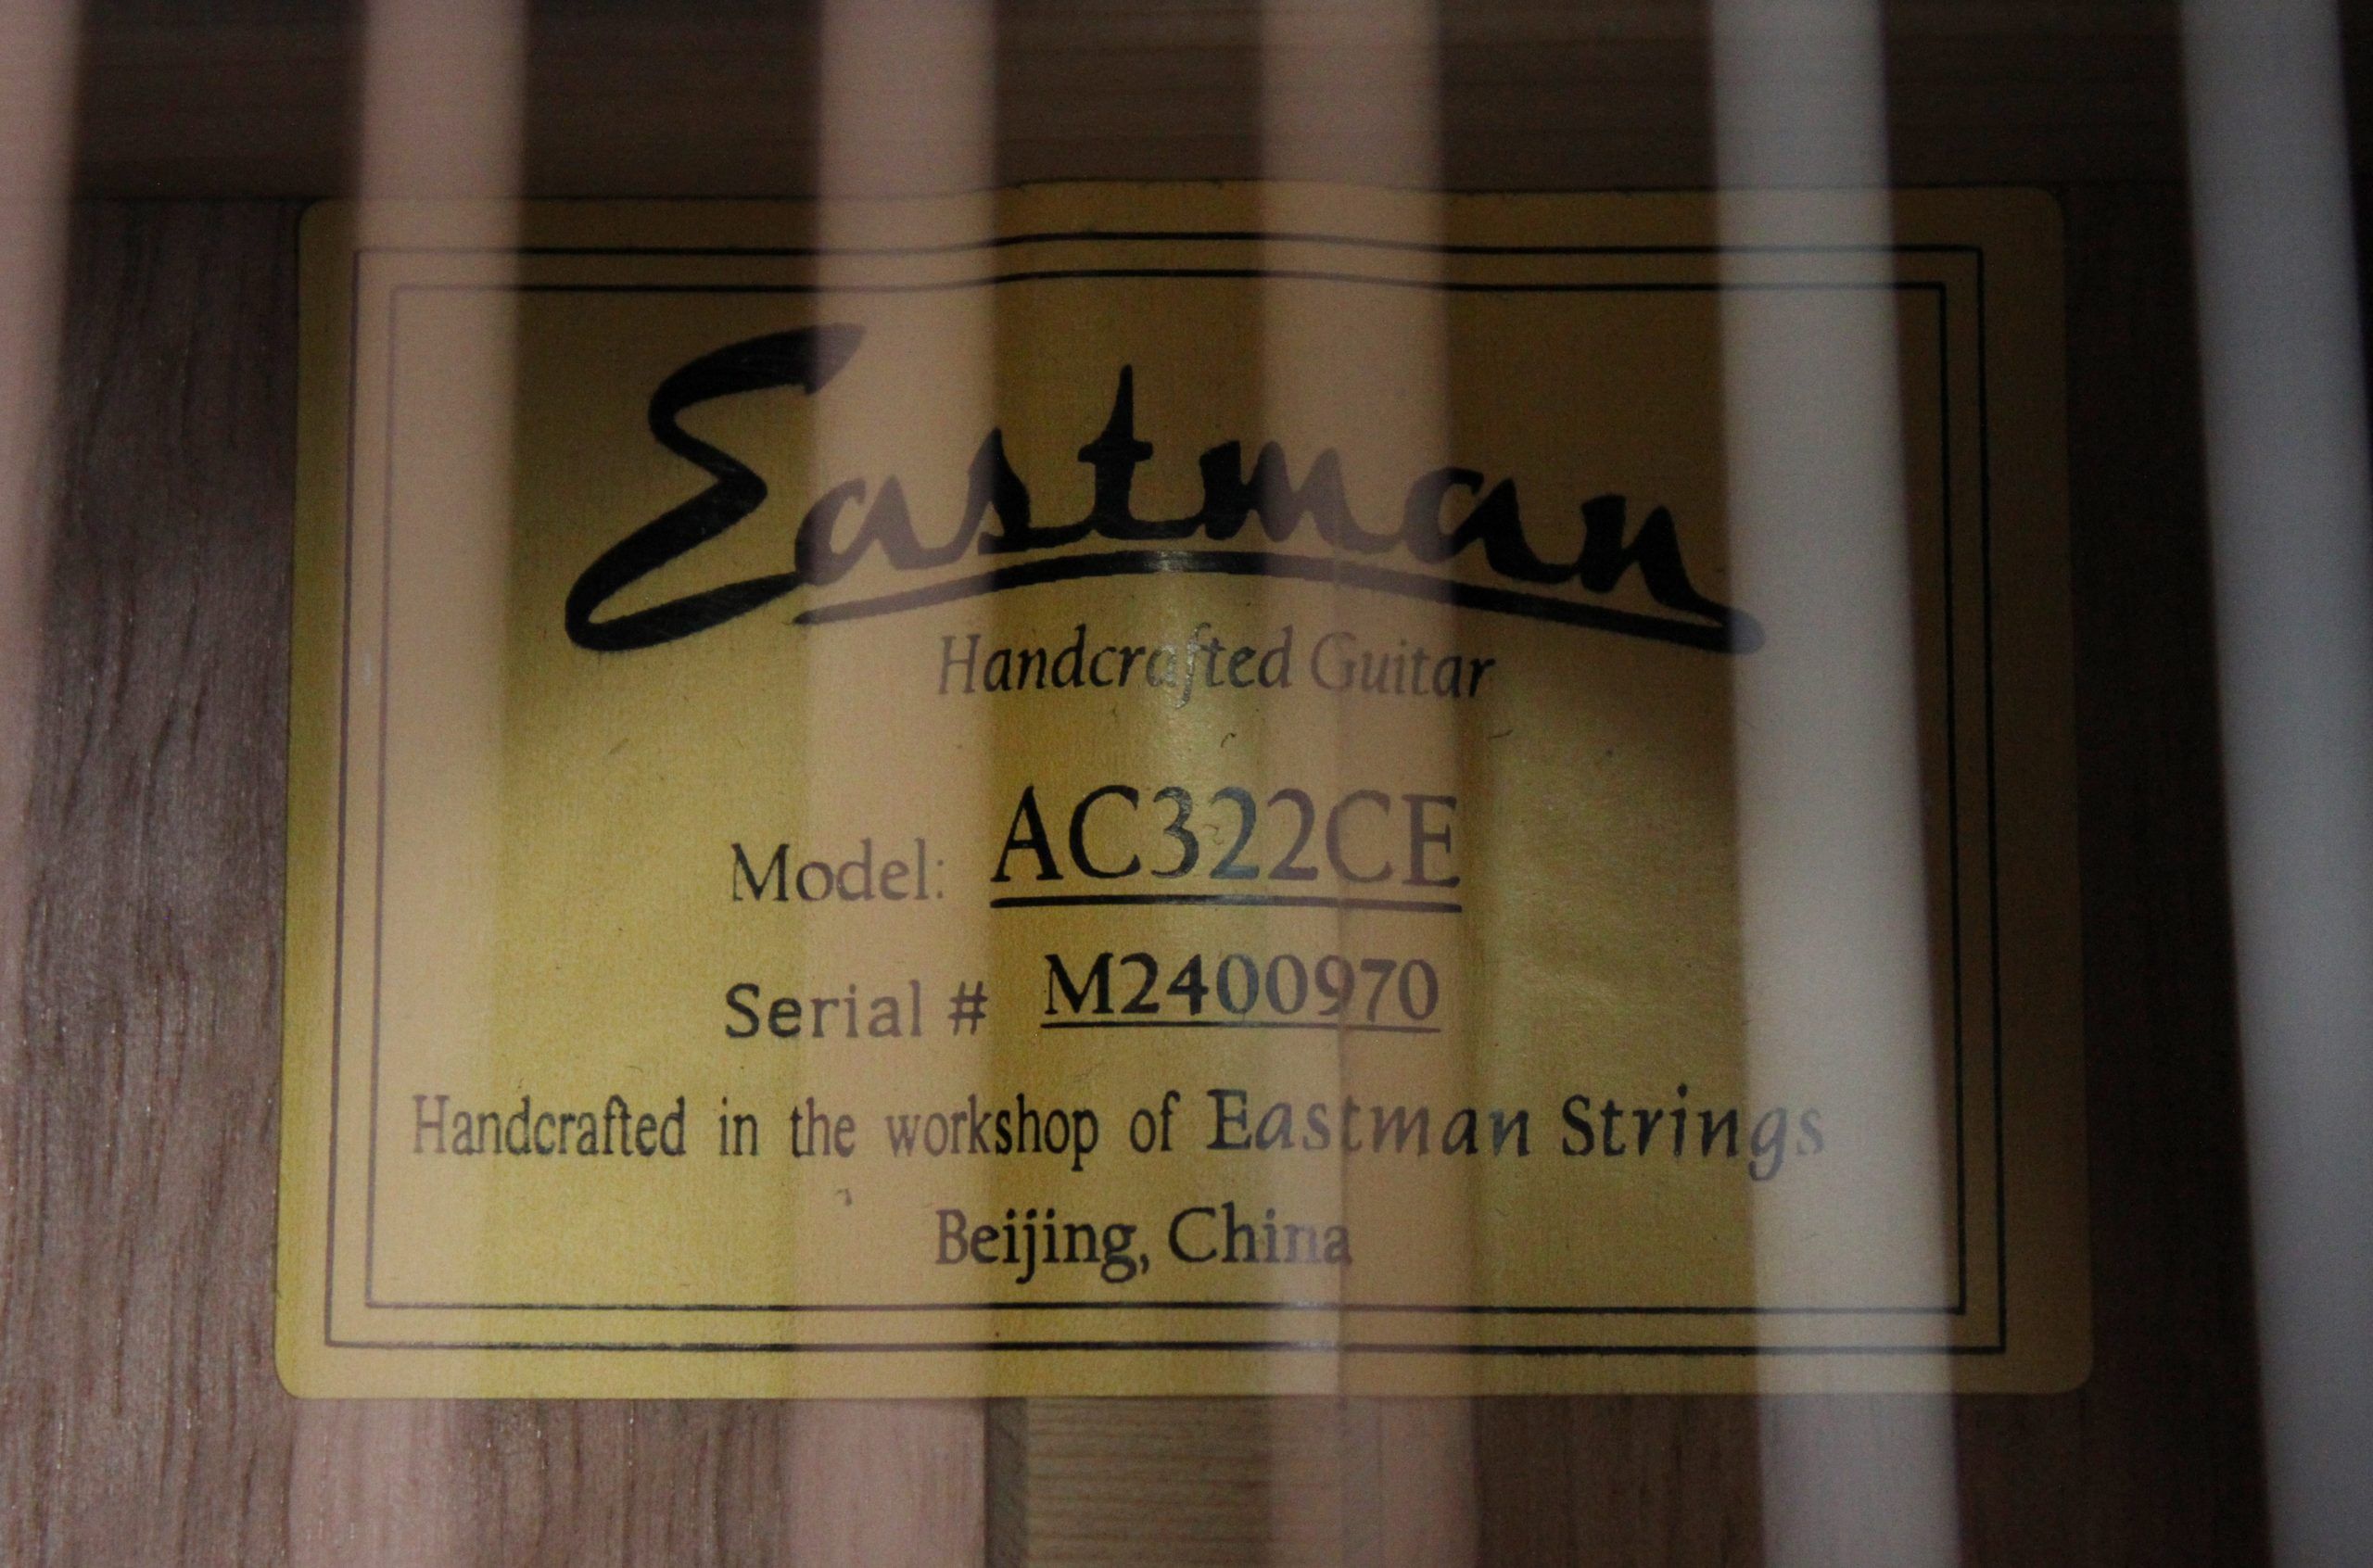 Eastman
Handcrafted Guitar
Model: AC322CE
Serial # M2400970
Handcrafted in the workshop of Eastman Strings
Beijing, China